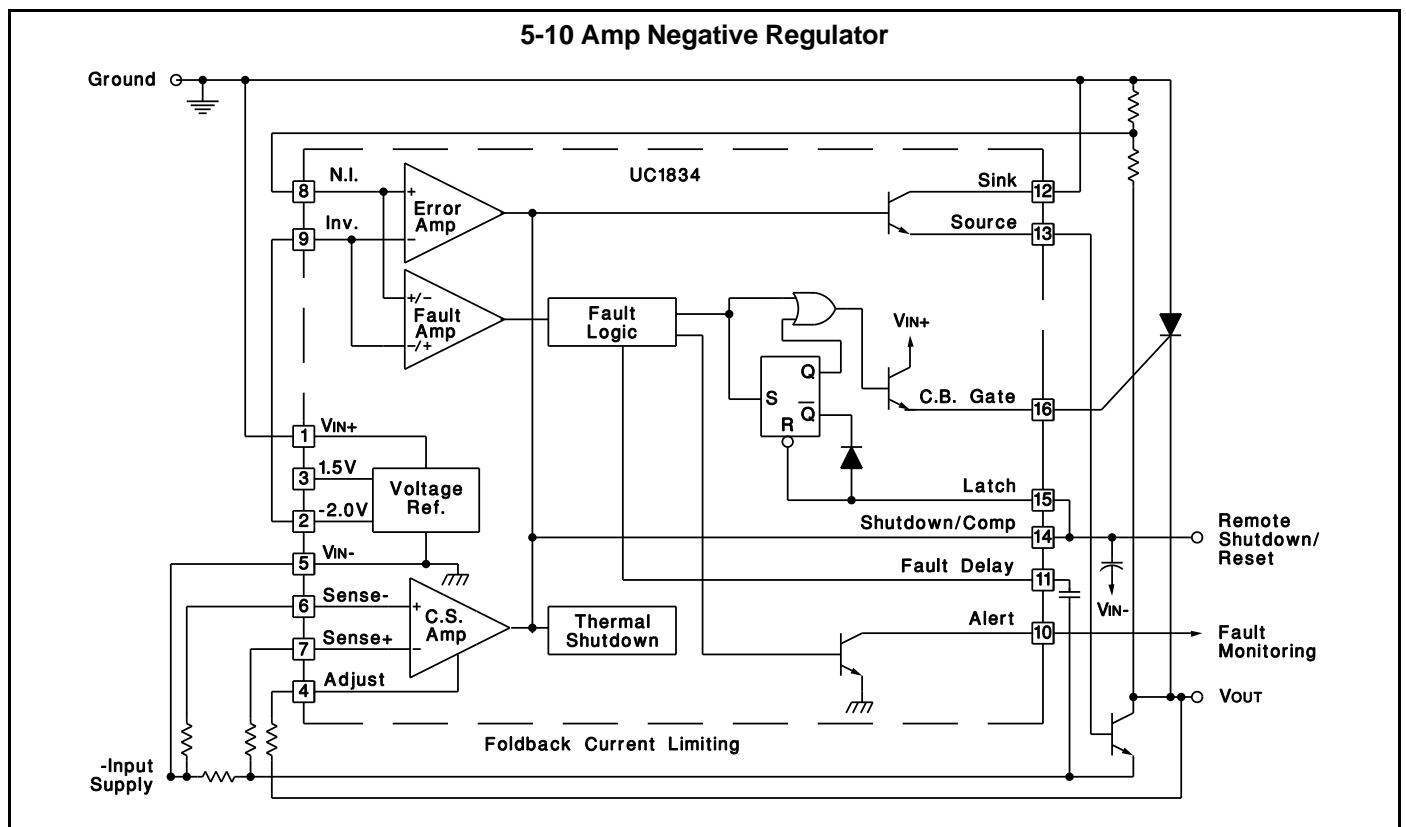 5-10 Amp Negative Regulator
Ground
UC1834
8
N.I.
+
Error
Amp
−
9
Inv.
Sink
12
Source
13
+/−
Fault
Amp
−/+
Fault
Logic
VIN+
S
Q
Q̅
R
C.B. Gate
16
1
VIN+
3
1.5V
2
-2.0V
Voltage
Ref.
5
VIN-
6
Sense-
+
C.S.
Amp
7
Sense+
−
4
Adjust
Thermal
Shutdown
Latch
15
Shutdown/Comp
14
Remote
Shutdown/
Reset
Fault Delay
11
VIN-
Alert
10
Fault
Monitoring
VOUT
Foldback Current Limiting
-Input
Supply